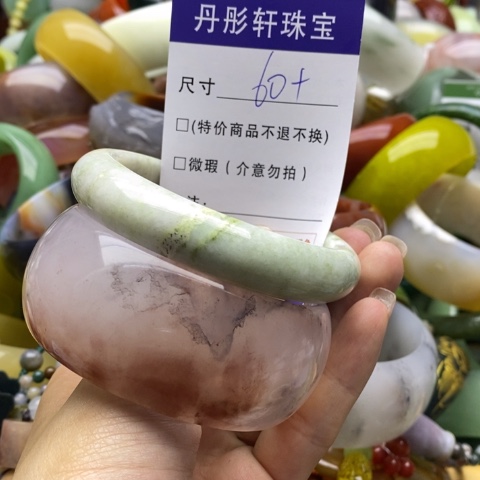 丹彤轩珠宝
尺寸 60+
□(特价商品不退不换)
□微瑕(介意勿拍)